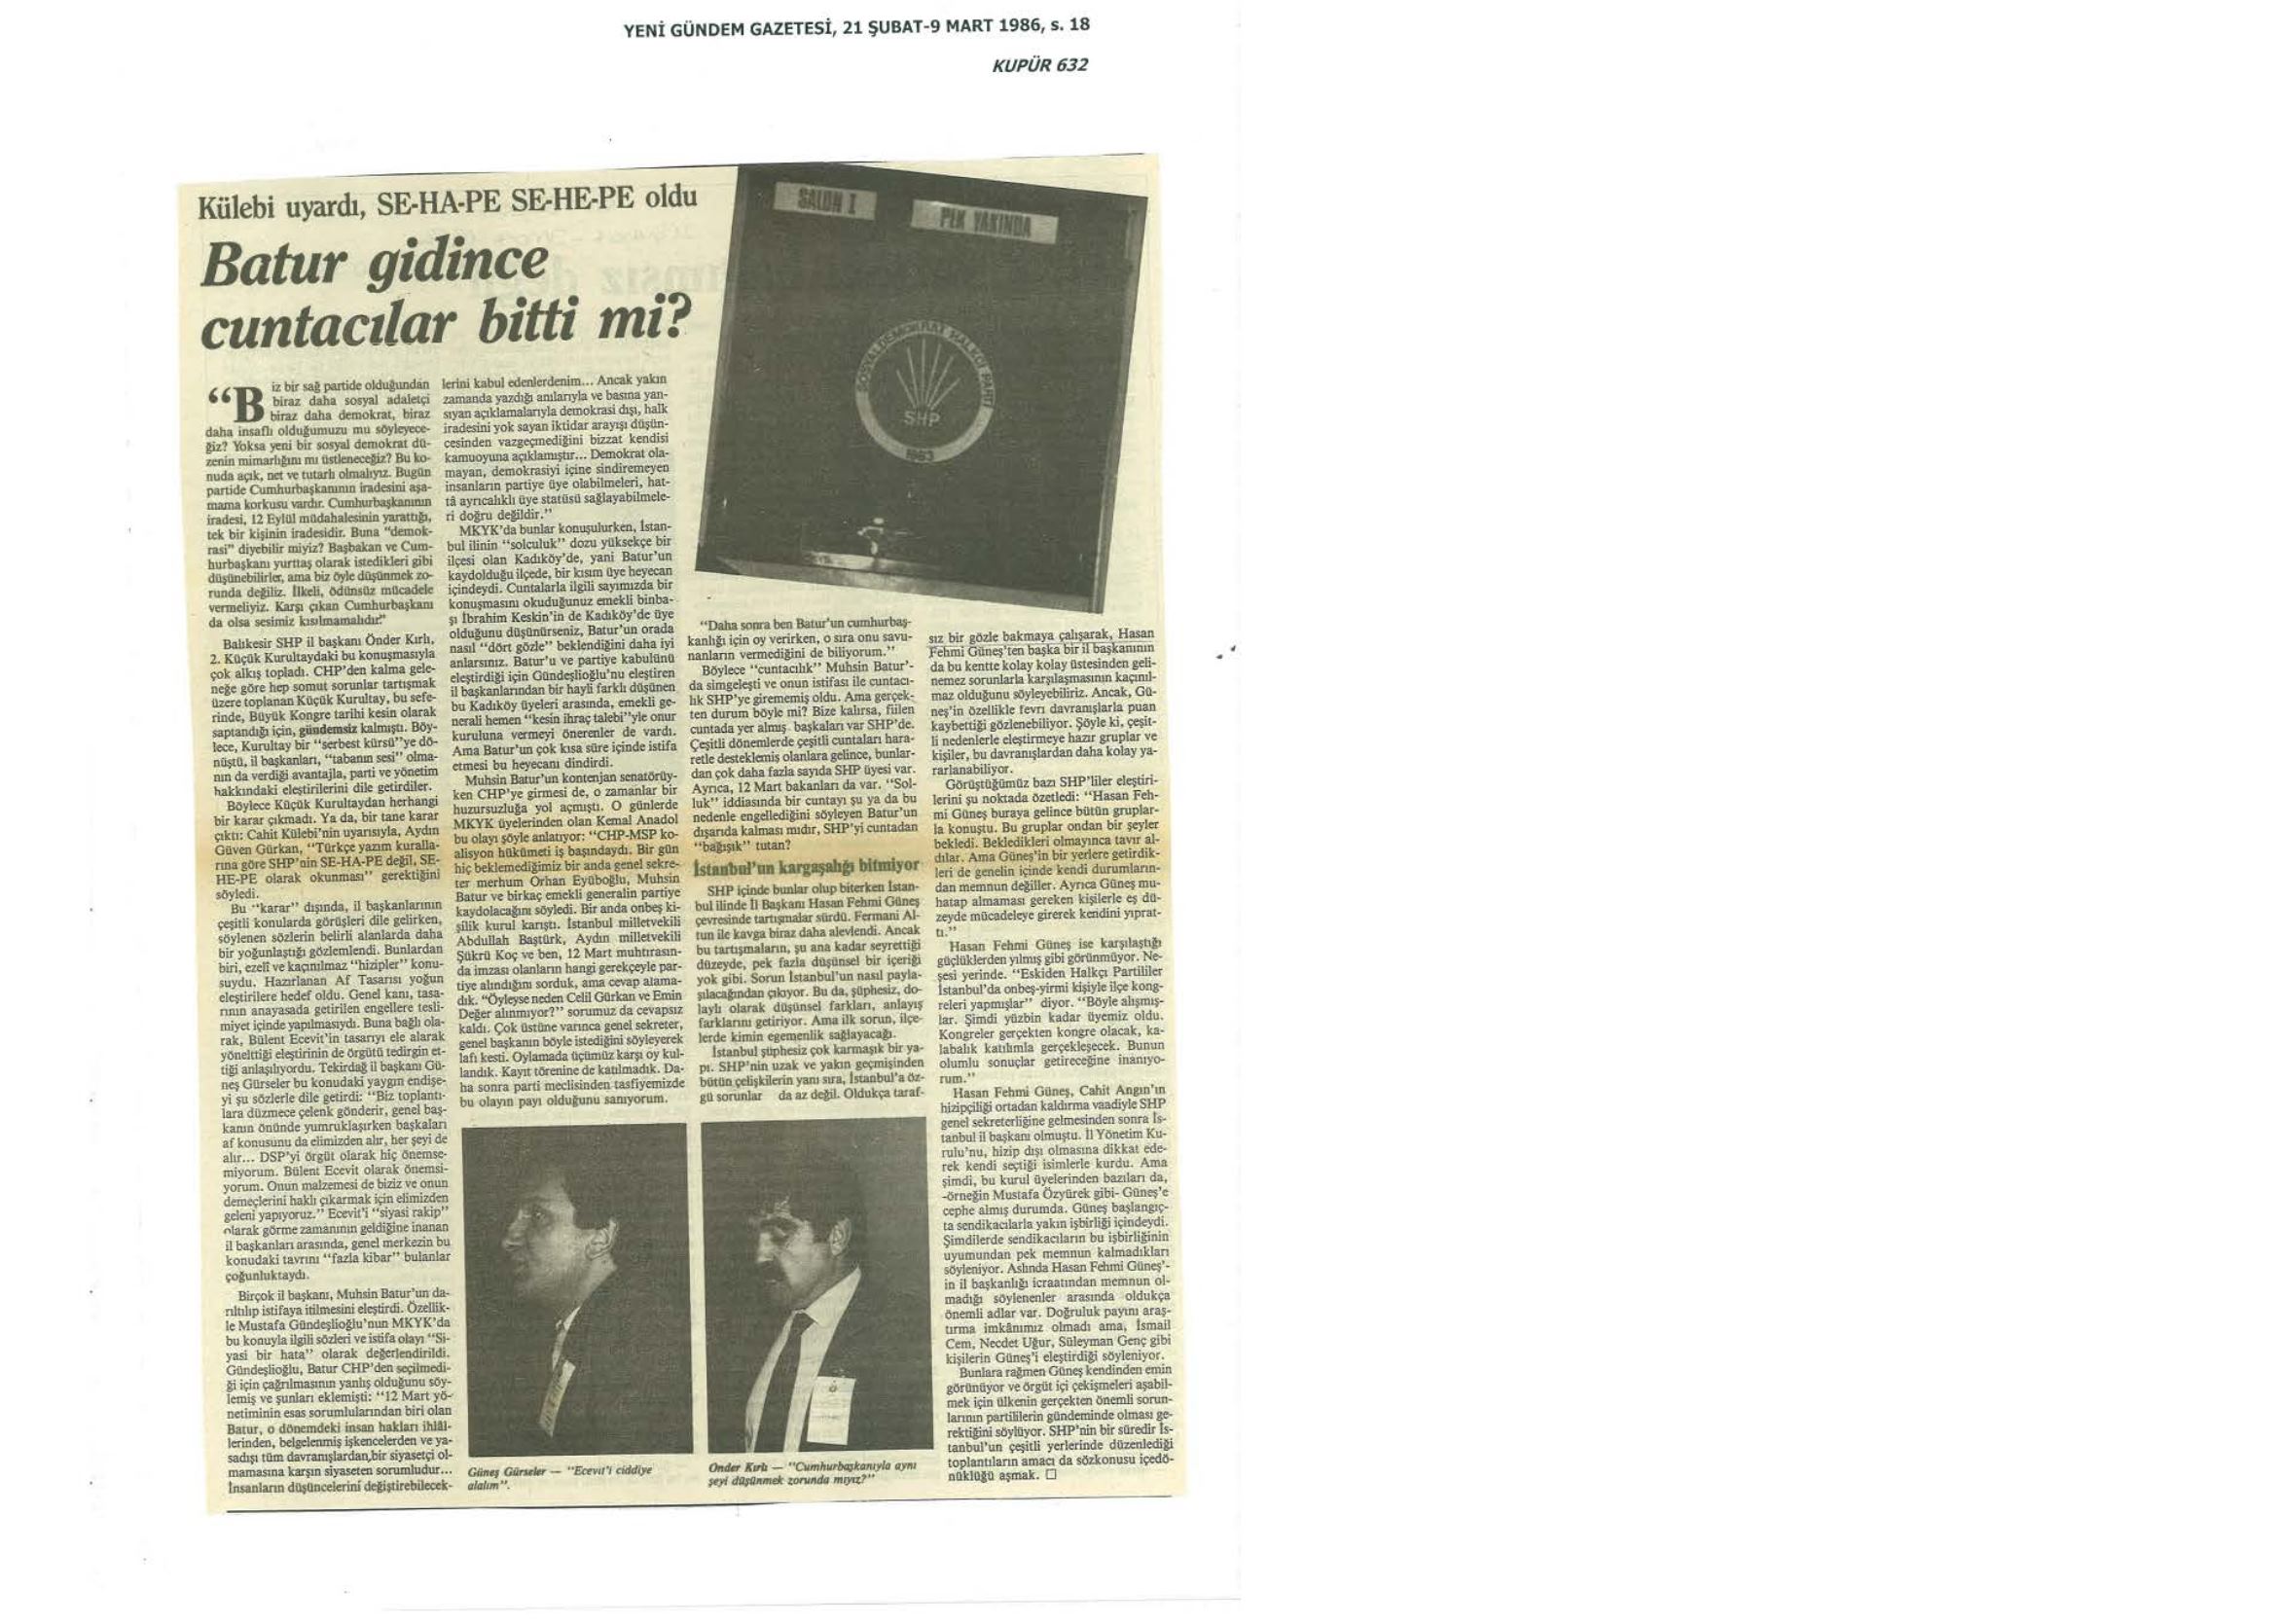 YENİ GÜNDEM GAZETESİ, 21 ŞUBAT-9 MART 1986, s. 18
KUPÜR 632
Külebi uyardı, SE-HA-PE SE-HE-PE oldu
Batur gidince
cuntacılar bitti mi?
SALON I
PEK YAKINDA
SOSYAL DEMOKRAT HALKÇI PARTİ
SHP
1983
“Biz bir sağ partide olduğundan
biraz daha sosyal adaletçi
biraz daha demokrat, biraz
daha insaflı olduğumuzu mu söyleyece-
ğiz? Yoksa yeni bir sosyal demokrat dü-
zenin mimarlığını mı üstleneceğiz? Bu ko-
nuda açık, net ve tutarlı olmalıyız. Bugün
partide Cumhurbaşkanının iradesini aşa-
mama korkusu vardır. Cumhurbaşkanının
iradesi, 12 Eylül müdahalesinin yarattığı,
tek bir kişinin iradesidir. Buna “demok-
rasi” diyebilir miyiz? Başbakan ve Cum-
hurbaşkanı yurttaş olarak istedikleri gibi
düşünebilirler, ama biz öyle düşünmek zo-
runda değiliz. İlkeli, ödünsüz mücadele
vermeliyiz. Karşı çıkan Cumhurbaşkanı
da olsa sesimiz kısılmamalıdır.”
Balıkesir SHP il başkanı Önder Kırlı,
2. Küçük Kurultaydaki bu konuşmasıyla
çok alkış topladı. CHP'den kalma gele-
neğe göre hep somut sorunlar tartışmak
üzere toplanan Küçük Kurultay, bu sefe-
rinde, Büyük Kongre tarihi kesin olarak
saptandığı için, gündemsiz kalmıştı. Böy-
lece, Kurultay bir “serbest kürsü”ye dö-
nüştü, il başkanları, “tabanın sesi” olma-
nın da verdiği avantajla, parti ve yönetim
hakkındaki eleştirilerini dile getirdiler.
Böylece Küçük Kurultaydan herhangi
bir karar çıkmadı. Ya da, bir tane karar
çıktı: Cahit Külebi'nin uyarısıyla, Aydın
Güven Gürkan, “Türkçe yazım kuralla-
rına göre SHP'nin SE-HA-PE değil, SE-
HE-PE olarak okunması” gerektiğini
söyledi.
Bu “karar” dışında, il başkanlarının
çeşitli konularda görüşleri dile gelirken,
söylenen sözlerin belirli alanlarda daha
bir yoğunlaştığı gözlemlendi. Bunlardan
biri, ezelî ve kaçınılmaz “hizipler” konu-
suydu. Hazırlanan Af Tasarısı yoğun
eleştirilere hedef oldu. Genel kanı, tasa-
rının anayasada getirilen engellere tesli-
miyet içinde yapılmasıydı. Buna bağlı ola-
rak, Bülent Ecevit'in tasarıyı ele alarak
yönelttiği eleştirinin de örgütü tedirgin et-
tiği anlaşılıyordu. Tekirdağ il başkanı Gü-
neş Gürseler bu konudaki yaygın endişe-
yi şu sözlerle dile getirdi: “Biz toplantı-
lara düzmece çelenk gönderir, genel baş-
kanın önünde yumruklaşırken başkaları
af konusunu da elimizden alır, her şeyi de
alır... DSP'yi örgüt olarak hiç önemse-
miyorum. Bülent Ecevit olarak önemsi-
yorum. Onun malzemesi de biziz ve onun
demeçlerini haklı çıkarmak için elimizden
geleni yapıyoruz.” Ecevit'i “siyasi rakip”
olarak görme zamanının geldiğine inanan
il başkanları arasında, genel merkezin bu
konudaki tavrını “fazla kibar” bulanlar
çoğunluktaydı.
Birçok il başkanı, Muhsin Batur'un da-
rıltılıp istifaya itilmesini eleştirdi. Özellik-
le Mustafa Gündeşlioğlu'nun MKYK'da
bu konuyla ilgili sözleri ve istifa olayı “Si-
yasi bir hata” olarak değerlendirildi.
Gündeşlioğlu, Batur CHP'den seçilmedi-
ği için çağrılmasının yanlış olduğunu söy-
lemiş ve şunları eklemişti: “12 Mart yö-
netiminin esas sorumlularından biri olan
Batur, o dönemdeki insan hakları ihlâl-
lerinden, belgelenmiş işkencelerden ve ya-
sadışı tüm davranışlardan,bir siyasetçi ol-
mamasına karşın siyaseten sorumludur...
İnsanların düşüncelerini değiştirebilecek-
lerini kabul edenlerdenim... Ancak yakın
zamanda yazdığı anılarıyla ve basına yan-
sıyan açıklamalarıyla demokrasi dışı, halk
iradesini yok sayan iktidar arayışı düşün-
cesinden vazgeçmediğini bizzat kendisi
kamuoyuna açıklamıştır... Demokrat ola-
mayan, demokrasiyi içine sindiremeyen
insanların partiye üye olabilmeleri, hat-
tâ ayrıcalıklı üye statüsü sağlayabilmele-
ri doğru değildir.”
MKYK'da bunlar konuşulurken, İstan-
bul ilinin “solculuk” dozu yüksekçe bir
ilçesi olan Kadıköy'de, yani Batur'un
kaydolduğu ilçede, bir kısım üye heyecan
içindeydi. Cuntalarla ilgili sayımızda bir
konuşmasını okuduğunuz emekli binba-
şı İbrahim Keskin'in de Kadıköy'de üye
olduğunu düşünürseniz, Batur'un orada
nasıl “dört gözle” beklendiğini daha iyi
anlarsınız. Batur'u ve partiye kabulünü
eleştirdiği için Gündeşlioğlu'nu eleştiren
il başkanlarından bir hayli farklı düşünen
bu Kadıköy üyeleri arasında, emekli ge-
nerali hemen “kesin ihraç talebi”yle onur
kuruluna vermeyi önerenler de vardı.
Ama Batur'un çok kısa süre içinde istifa
etmesi bu heyecanı dindirdi.
Muhsin Batur'un kontenjan senatörüy-
ken CHP'ye girmesi de, o zamanlar bir
huzursuzluğa yol açmıştı. O günlerde
MKYK üyelerinden olan Kemal Anadol
bu olayı şöyle anlatıyor: “CHP-MSP ko-
alisyon hükümeti iş başındaydı. Bir gün
hiç beklemediğimiz bir anda genel sekre-
ter merhum Orhan Eyüboğlu, Muhsin
Batur ve birkaç emekli generalin partiye
kaydolacağını söyledi. Bir anda onbeş ki-
şilik kurul karıştı. İstanbul milletvekili
Abdullah Baştürk, Aydın milletvekili
Şükrü Koç ve ben, 12 Mart muhtırasın-
da imzası olanların hangi gerekçeyle par-
tiye alındığını sorduk, ama cevap alama-
dık. “Öyleyse neden Celil Gürkan ve Emin
Değer alınmıyor?” sorumuz da cevapsız
kaldı. Çok üstüne varınca genel sekreter,
genel başkanın böyle istediğini söyleyerek
lafı kesti. Oylamada üçümüz karşı oy kul-
landık. Kayıt törenine de katılmadık. Da-
ha sonra parti meclisinden tasfiyemizde
bu olayın payı olduğunu sanıyorum.
“Daha sonra ben Batur'un cumhurbaş-
kanlığı için oy verirken, o sıra onu savu-
nanların vermediğini de biliyorum.”
Böylece “cuntacılık” Muhsin Batur'-
da simgeleşti ve onun istifası ile cuntacı-
lık SHP'ye girememiş oldu. Ama gerçek-
ten durum böyle mi? Bize kalırsa, fiilen
cuntada yer almış başkaları var SHP'de.
Çeşitli dönemlerde çeşitli cuntaları hara-
retle desteklemiş olanlara gelince, bunlar-
dan çok daha fazla sayıda SHP üyesi var.
Ayrıca, 12 Mart bakanları da var. “Sol-
luk” iddiasında bir cuntayı şu ya da bu
nedenle engellediğini söyleyen Batur'un
dışarıda kalması mıdır, SHP'yi cuntadan
“bağışık” tutan?
İstanbul'un kargaşalığı bitmiyor
SHP içinde bunlar olup biterken İstan-
bul ilinde İl Başkanı Hasan Fehmi Güneş
çevresinde tartışmalar sürdü. Fermani Al-
tun ile kavga biraz daha alevlendi. Ancak
bu tartışmaların, şu ana kadar seyrettiği
düzeyde, pek fazla düşünsel bir içeriği
yok gibi. Sorun İstanbul'un nasıl payla-
şılacağından çıkıyor. Bu da, şüphesiz, do-
laylı olarak düşünsel farkları, anlayış
farklarını getiriyor. Ama ilk sorun, ilçe-
lerde kimin egemenlik sağlayacağı.
İstanbul şüphesiz çok karmaşık bir ya-
pı. SHP'nin uzak ve yakın geçmişinden
bütün çelişkilerin yanı sıra, İstanbul'a öz-
gü sorunlar da az değil. Oldukça taraf-
sız bir gözle bakmaya çalışarak, Hasan
Fehmi Güneş'ten başka bir il başkanının
da bu kentte kolay kolay üstesinden geli-
nemez sorunlarla karşılaşmasının kaçınıl-
maz olduğunu söyleyebiliriz. Ancak, Gü-
neş'in özellikle fevrı davranışlarla puan
kaybettiği gözlenebiliyor. Şöyle ki, çeşit-
li nedenlerle eleştirmeye hazır gruplar ve
kişiler, bu davranışlardan daha kolay ya-
rarlanabiliyor.
Görüştüğümüz bazı SHP'liler eleştiri-
lerini şu noktada özetledi: “Hasan Feh-
mi Güneş buraya gelince bütün gruplar-
la konuştu. Bu gruplar ondan bir şeyler
bekledi. Bekledikleri olmayınca tavır al-
dılar. Ama Güneş'in bir yerlere getirdik-
leri de genelin içinde kendi durumların-
dan memnun değiller. Ayrıca Güneş mu-
hatap almaması gereken kişilerle eş dü-
zeyde mücadeleye girerek kendini yıprat-
tı.”
Hasan Fehmi Güneş ise karşılaştığı
güçlüklerden yılmış gibi görünmüyor. Ne-
şesi yerinde. “Eskiden Halkçı Partililer
İstanbul'da onbeş-yirmi kişiyle ilçe kong-
releri yapmışlar” diyor. “Böyle alışmış-
lar. Şimdi yüzbin kadar üyemiz oldu.
Kongreler gerçekten kongre olacak, ka-
labalık katılımla gerçekleşecek. Bunun
olumlu sonuçlar getireceğine inanıyo-
rum.”
Hasan Fehmi Güneş, Cahit Angın'ın
hizipçiliği ortadan kaldırma vaadiyle SHP
genel sekreterliğine gelmesinden sonra İs-
tanbul il başkanı olmuştu. İl Yönetim Ku-
rulu'nu, hizip dışı olmasına dikkat ede-
rek kendi seçtiği isimlerle kurdu. Ama
şimdi, bu kurul üyelerinden bazıları da,
-örneğin Mustafa Özyürek gibi- Güneş'e
cephe almış durumda. Güneş başlangıç-
ta sendikacılarla yakın işbirliği içindeydi.
Şimdilerde sendikacıların bu işbirliğinin
uyumundan pek memnun kalmadıkları
söyleniyor. Aslında Hasan Fehmi Güneş'-
in il başkanlığı icraatından memnun ol-
madığı söylenenler arasında oldukça
önemli adlar var. Doğruluk payını araş-
tırma imkânımız olmadı ama, İsmail
Cem, Necdet Uğur, Süleyman Genç gibi
kişilerin Güneş'i eleştirdiği söyleniyor.
Bunlara rağmen Güneş kendinden emin
görünüyor ve örgüt içi çekişmeleri aşabil-
mek için ülkenin gerçekten önemli sorun-
larının partililerin gündeminde olması ge-
rektiğini söylüyor. SHP'nin bir süredir İs-
tanbul'un çeşitli yerlerinde düzenlediği
toplantıların amacı da sözkonusu içedö-
nüklüğü aşmak. □
Güneş Gürseler — “Ecevit'i ciddiye
alalım”.
Önder Kırlı — “Cumhurbaşkanıyla aynı
şeyi düşünmek zorunda mıyız?”